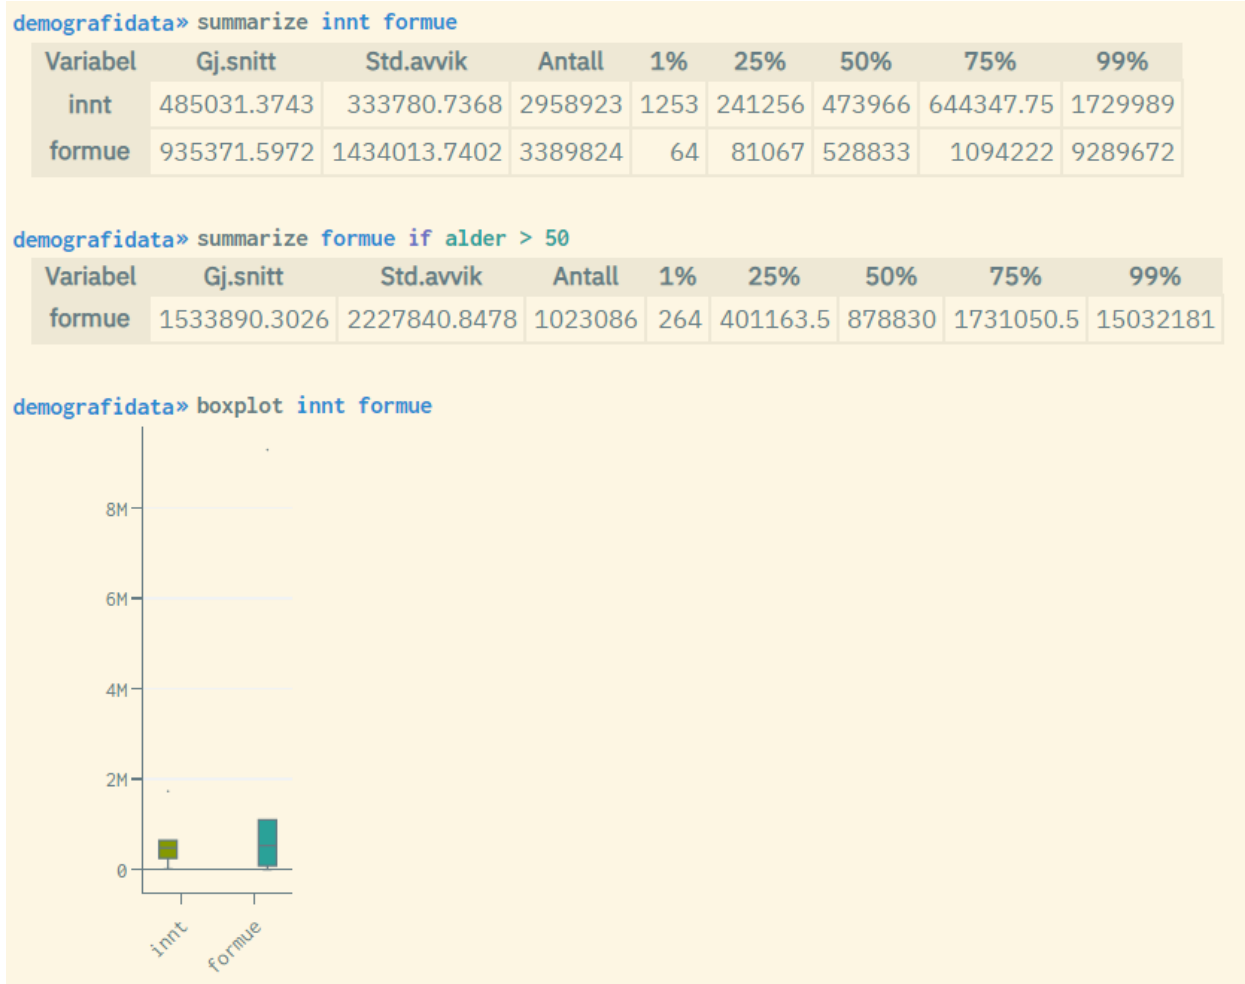 demografidata» summarize innt formue
Variabel Gj.snitt Std.avvik Antall 1% 25% 50% 75% 99%
innt 485031.3743 333780.7368 2958923 1253 241256 473966 644347.75 1729989
formue 935371.5972 1434013.7402 3389824 64 81067 528833 1094222 9289672
demografidata» summarize formue if alder > 50
Variabel Gj.snitt Std.avvik Antall 1% 25% 50% 75% 99%
formue 1533890.3026 2227840.8478 1023086 264 401163.5 878830 1731050.5 15032181
demografidata» boxplot innt formue
8M
6M
4M
2M
0
innt
formue